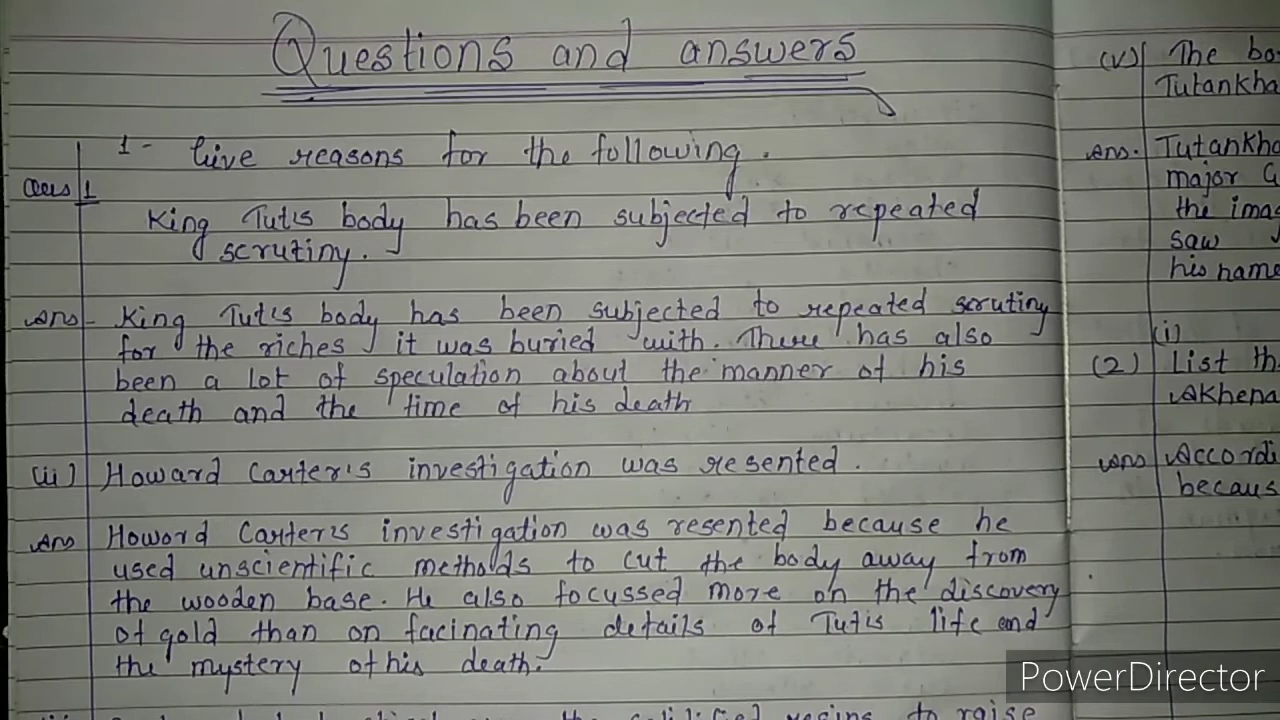 Questions and answers
1- Give reasons for the following.
Ques 1
King Tut's body has been subjected to repeated
scrutiny.
Ans- King Tut's body has been subjected to repeated scrutiny
for the riches it was buried with. There has also
been a lot of speculation about the manner of his
death and the time of his death
(ii) Howard Carter's investigation was resented.
Ans Howord Carter's investigation was resented because he
used unscientific methods to cut the body away from
the wooden base. He also focussed more on the discovery
of gold than on facinating details of Tut's life and
the mystery of his death.
to raise
(v) The bo
Tutankha
Ans. Tutankha
major G
the imag
saw
his name
(i)
(2) List th
Akhena
Ans Accordi
becaus
PowerDirector